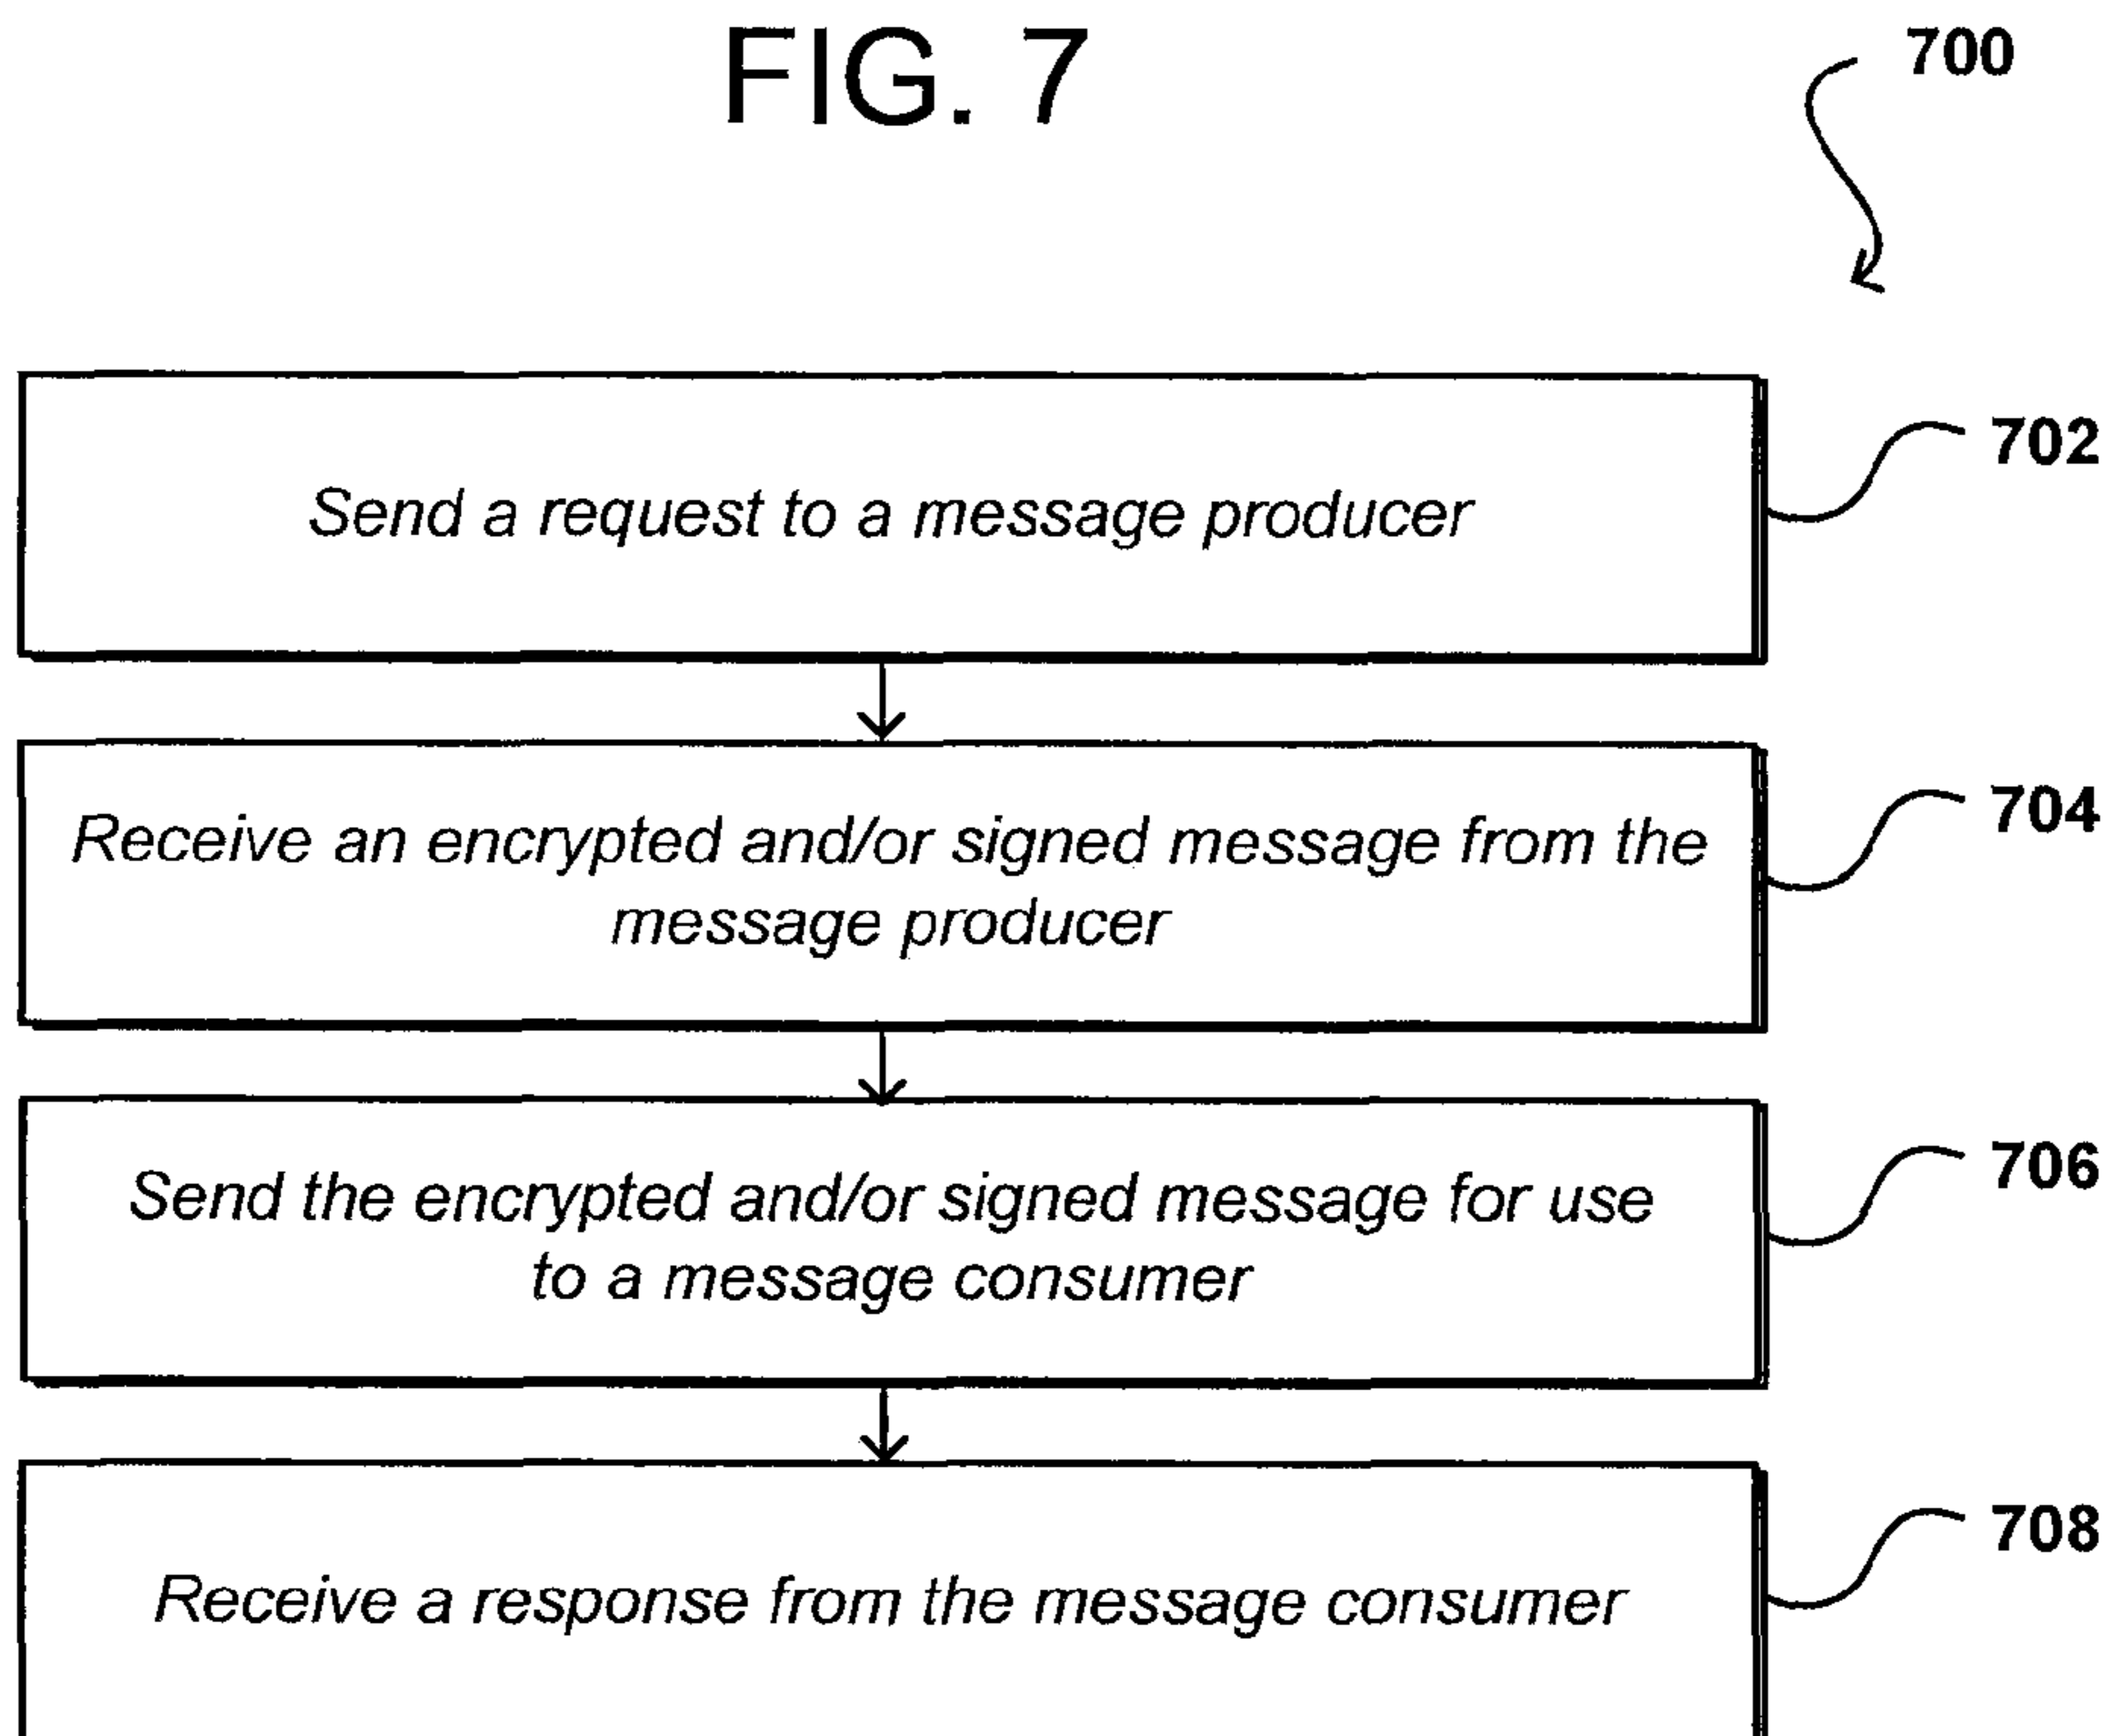 FIG. 7
700
Send a request to a message producer
702
Receive an encrypted and/or signed message from the
message producer
704
Send the encrypted and/or signed message for use
to a message consumer
706
Receive a response from the message consumer
708